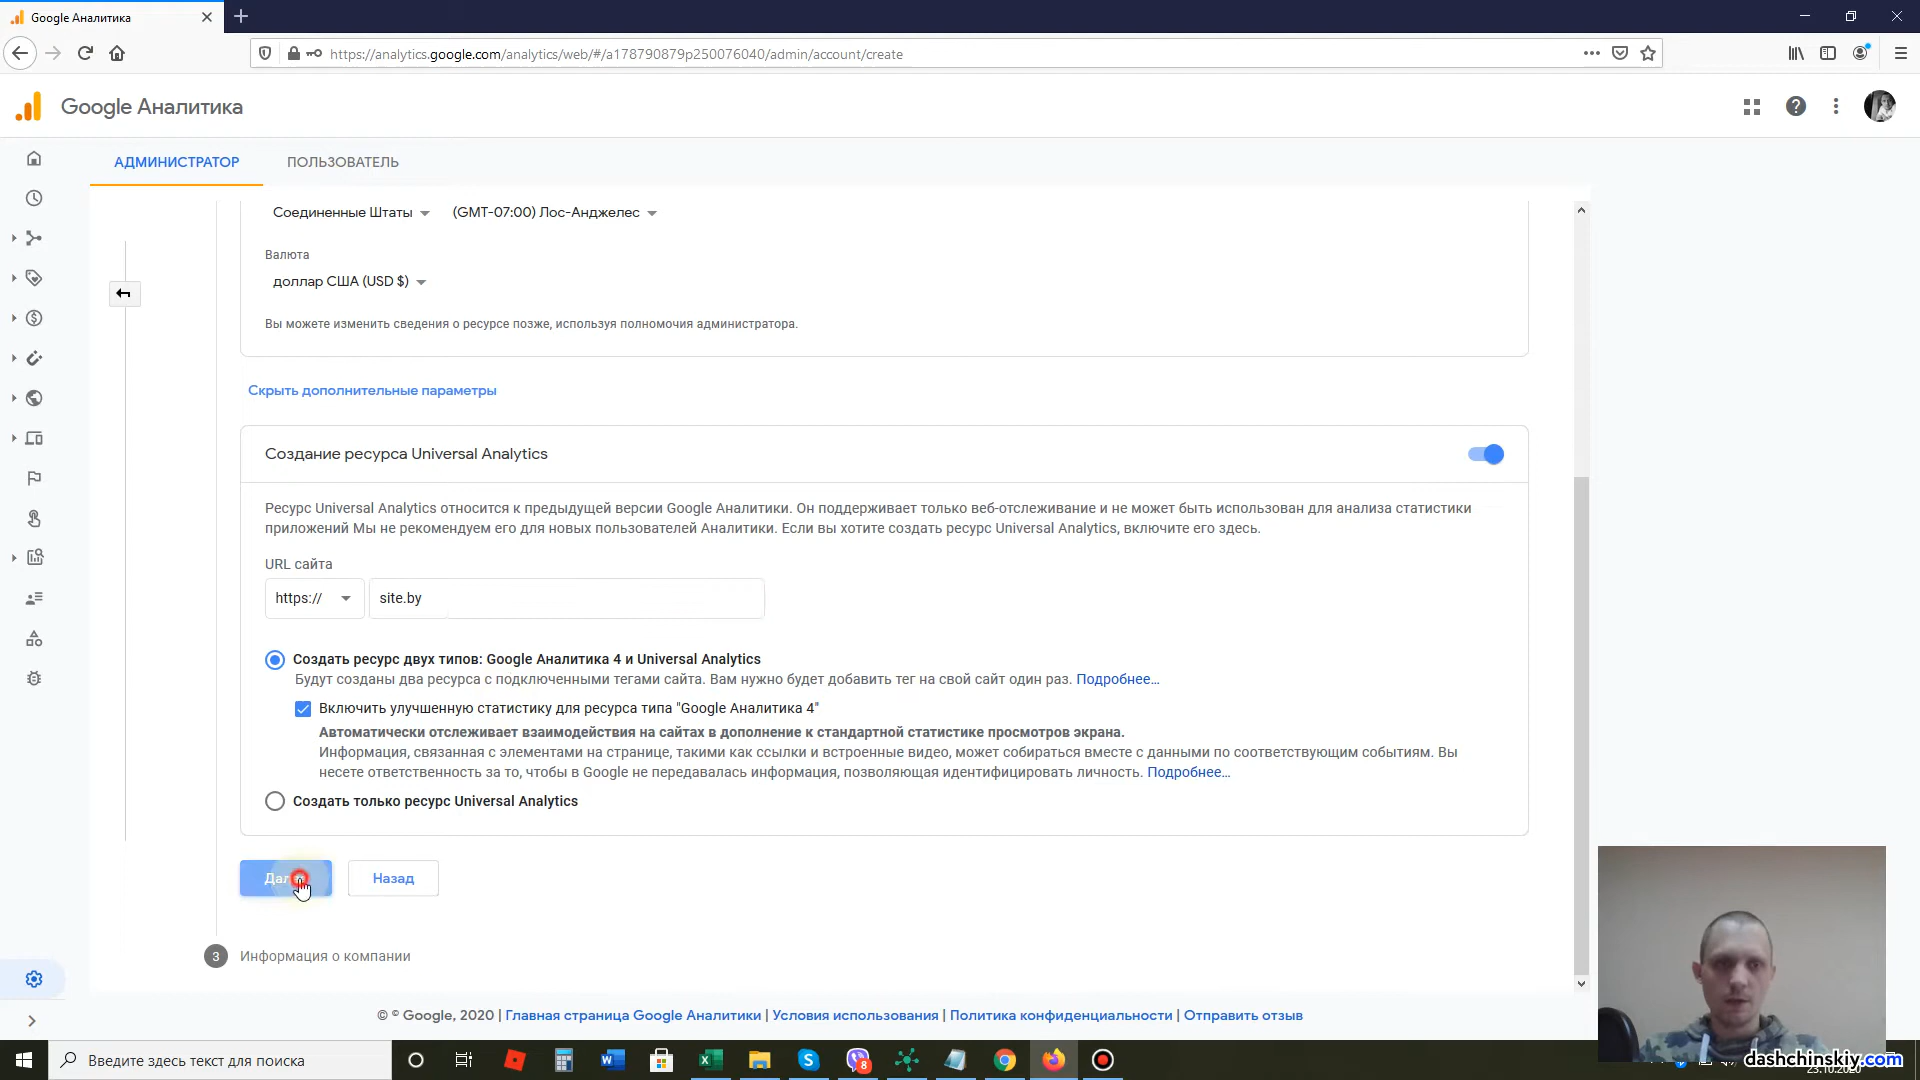 Google Аналитика
https://analytics.google.com/analytics/web/#/a178790879p250076040/admin/account/create
Google Аналитика
АДМИНИСТРАТОР
ПОЛЬЗОВАТЕЛЬ
Соединенные Штаты
(GMT-07:00) Лос-Анджелес
Валюта
доллар США (USD $)
Вы можете изменить сведения о ресурсе позже, используя полномочия администратора.
Скрыть дополнительные параметры
Создание ресурса Universal Analytics
Ресурс Universal Analytics относится к предыдущей версии Google Аналитики. Он поддерживает только веб-отслеживание и не может быть использован для анализа статистики
приложений Мы не рекомендуем его для новых пользователей Аналитики. Если вы хотите создать ресурс Universal Analytics, включите его здесь.
URL сайта
https://
site.by
Создать ресурс двух типов: Google Аналитика 4 и Universal Analytics
Будут созданы два ресурса с подключенными тегами сайта. Вам нужно будет добавить тег на свой сайт один раз. Подробнее…
Включить улучшенную статистику для ресурса типа "Google Аналитика 4"
Автоматически отслеживает взаимодействия на сайтах в дополнение к стандартной статистике просмотров экрана.
Информация, связанная с элементами на странице, такими как ссылки и встроенные видео, может собираться вместе с данными по соответствующим событиям. Вы
несете ответственность за то, чтобы в Google не передавалась информация, позволяющая идентифицировать личность. Подробнее…
Создать только ресурс Universal Analytics
Назад
3 Информация о компании
© © Google, 2020 | Главная страница Google Аналитики | Условия использования | Политика конфиденциальности | Отправить отзыв
Введите здесь текст для поиска
8
dashchinskiy.com
23.10.2020